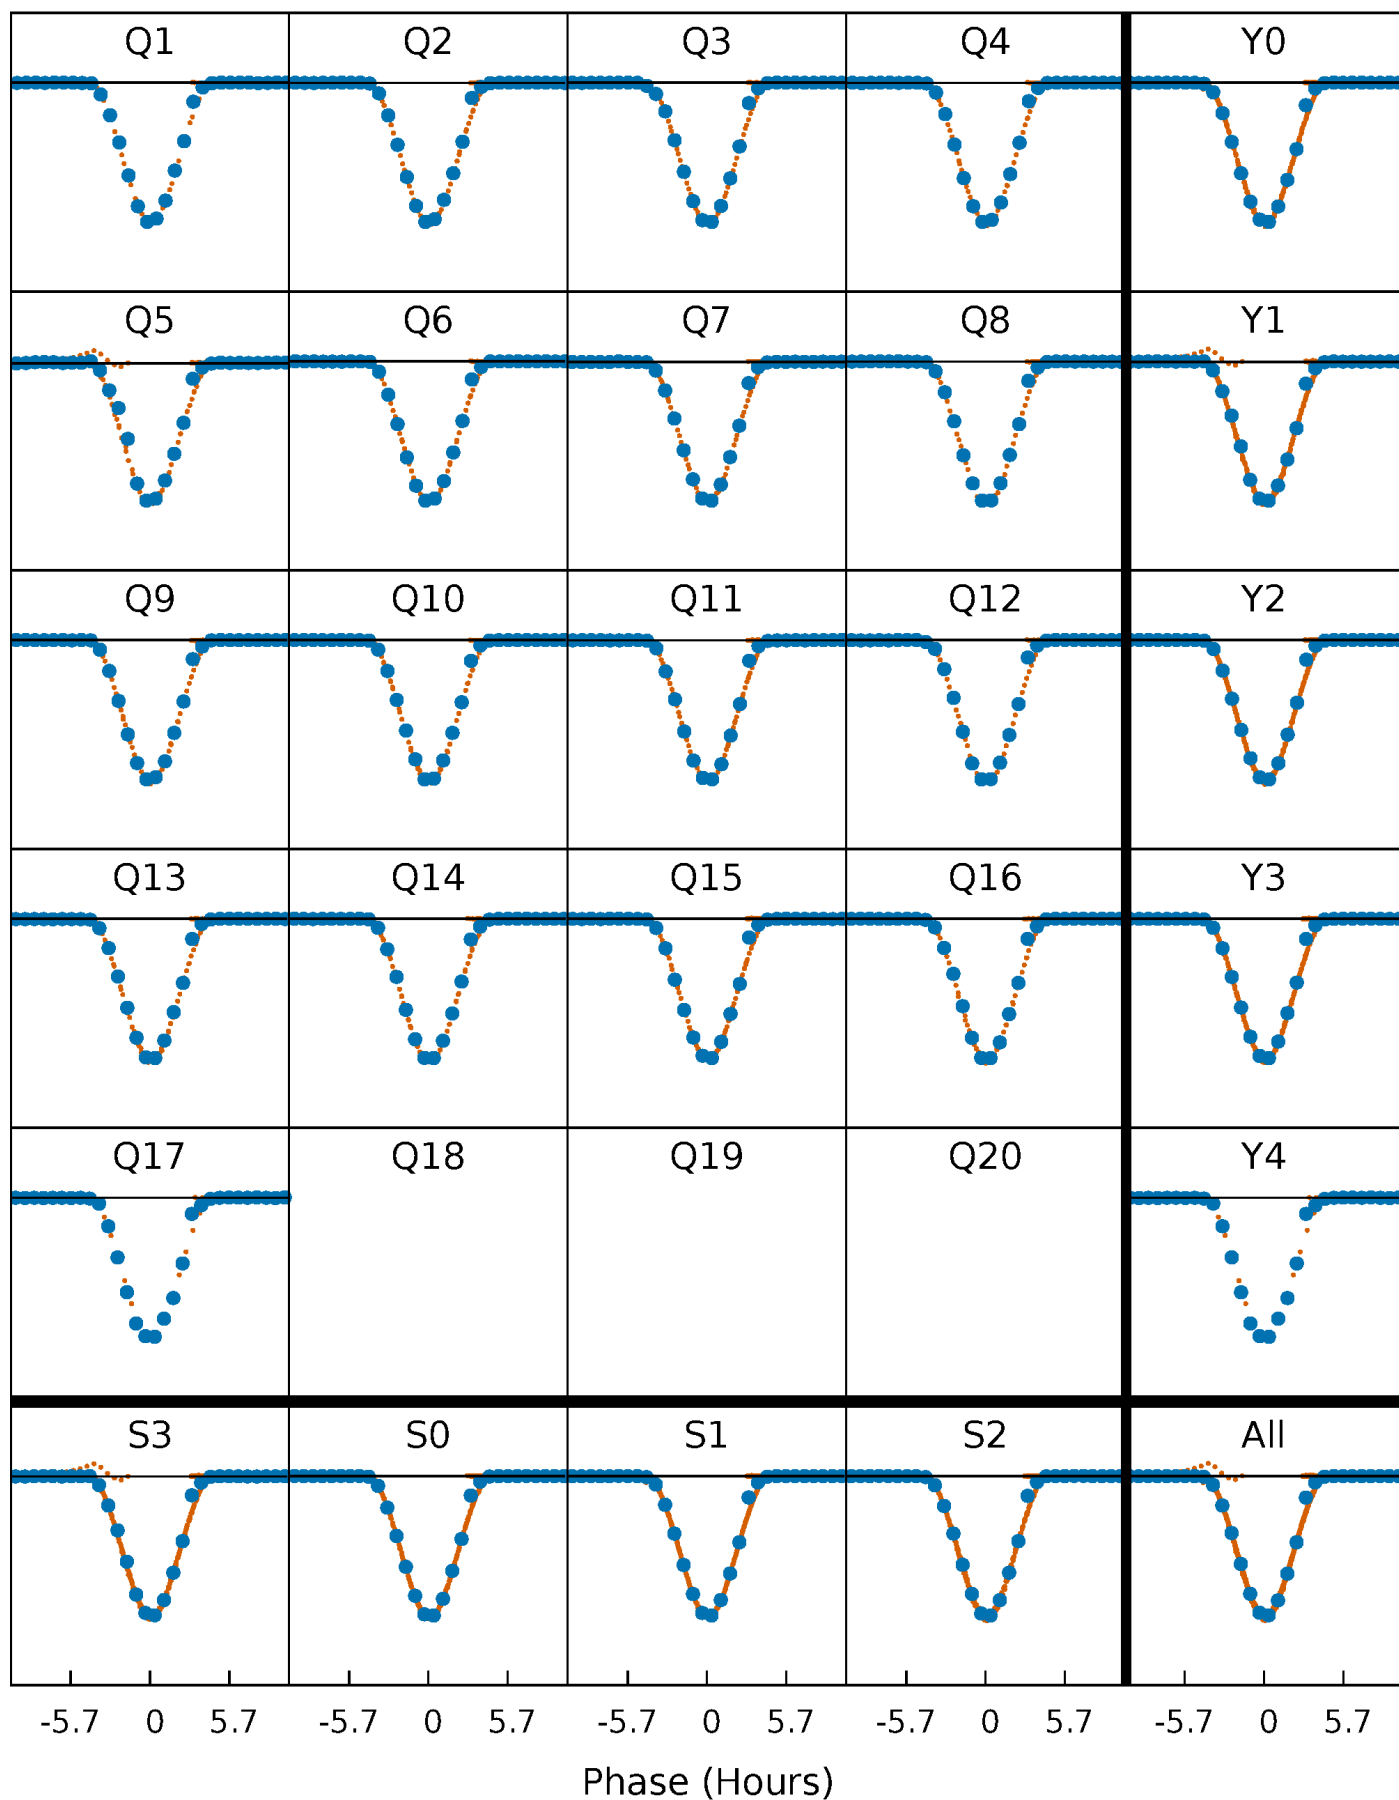 Q1 Q2 Q3 Q4 Y0
Q5 Q6 Q7 Q8 Y1
Q9 Q10 Q11 Q12 Y2
Q13 Q14 Q15 Q16 Y3
Q17 Q18 Q19 Q20 Y4
S3 S0 S1 S2 All
-5.7 0 5.7 -5.7 0 5.7 -5.7 0 5.7 -5.7 0 5.7 -5.7 0 5.7
Phase (Hours)